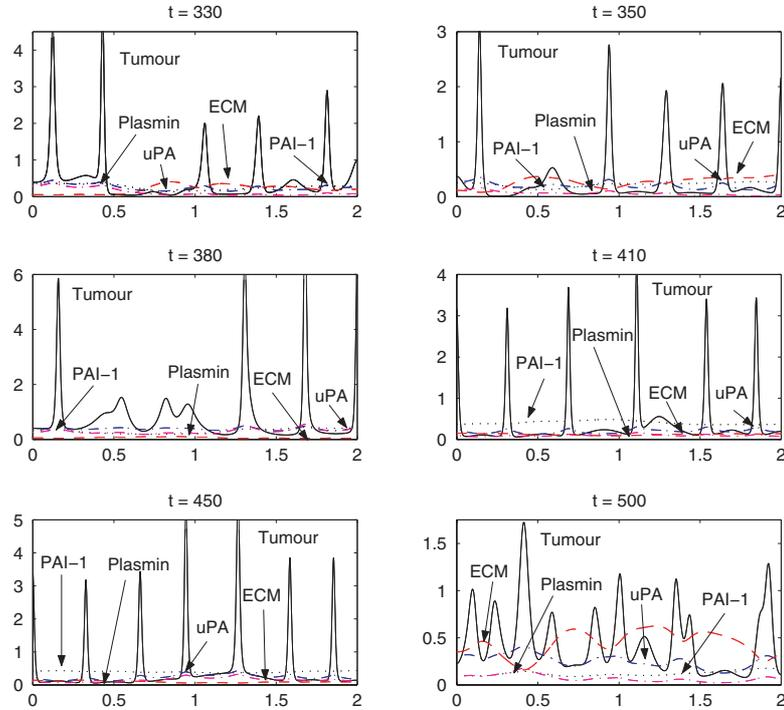 t = 330
t = 350
4
3
2
1
0
Tumour
Plasmin
uPA
ECM
PAI−1
0 0.5 1 1.5 2
3
2
1
0
Tumour
PAI−1
Plasmin
uPA
ECM
0 0.5 1 1.5 2
t = 380
t = 410
6
4
2
0
Tumour
PAI−1
Plasmin
ECM
uPA
0 0.5 1 1.5 2
4
3
2
1
0
Tumour
Plasmin
PAI−1
ECM
uPA
0 0.5 1 1.5 2
t = 450
t = 500
5
4
3
2
1
0
Tumour
PAI−1
Plasmin
uPA
ECM
0 0.5 1 1.5 2
1.5
1
0.5
0
Tumour
ECM
Plasmin
uPA
PAI−1
0 0.5 1 1.5 2